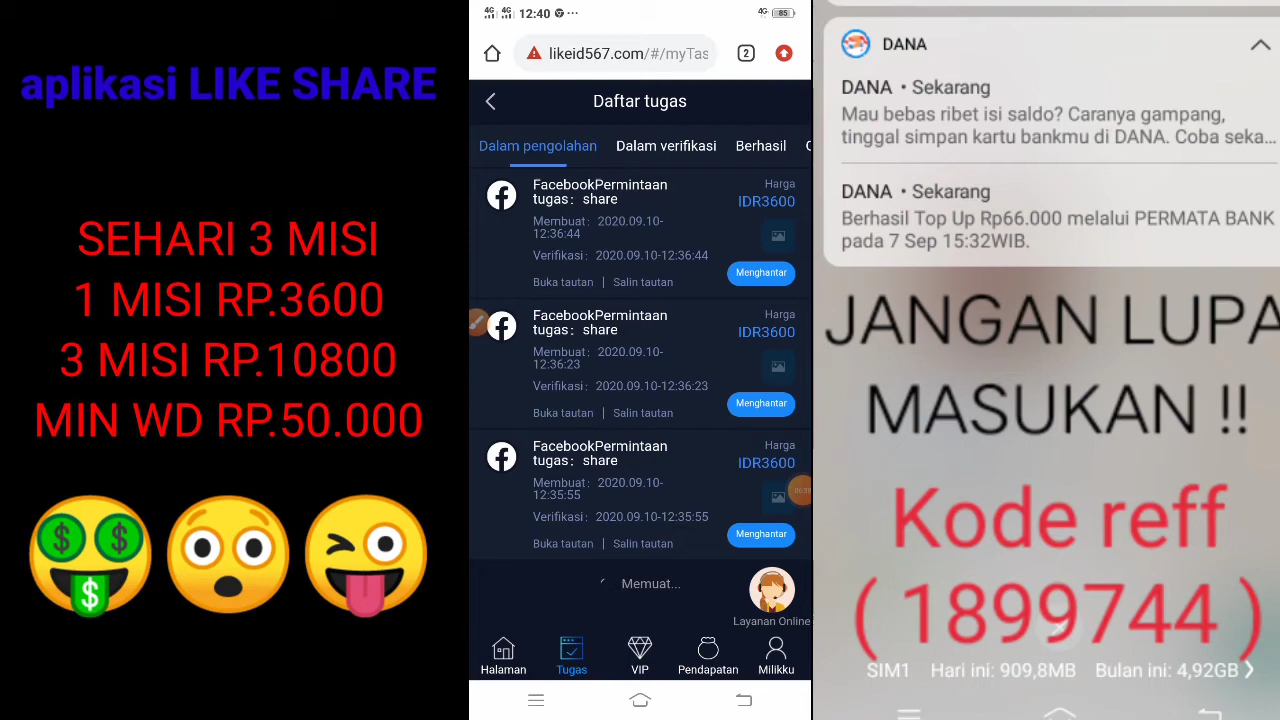 aplikasi LIKE SHARE
SEHARI 3 MISI
1 MISI RP.3600
3 MISI RP.10800
MIN WD RP.50.000
4G 4G 12:40 ···
4G 85
likeid567.com/#/myTas
2
Daftar tugas
Dalam pengolahan Dalam verifikasi Berhasil
FacebookPermintaan
tugas: share
Harga
IDR3600
Membuat: 2020.09.10-
12:36:44
Verifikasi: 2020.09.10-12:36:44
Buka tautan | Salin tautan
Menghantar
FacebookPermintaan
tugas: share
Harga
IDR3600
Membuat: 2020.09.10-
12:36:23
Verifikasi: 2020.09.10-12:36:23
Buka tautan | Salin tautan
Menghantar
FacebookPermintaan
tugas: share
Harga
IDR3600
Membuat: 2020.09.10-
12:35:55
Verifikasi: 2020.09.10-12:35:55
Buka tautan | Salin tautan
Menghantar
Memuat...
Layanan Online
Halaman Tugas VIP Pendapatan Milikku
DANA
DANA • Sekarang
Mau bebas ribet isi saldo? Caranya gampang,
tinggal simpan kartu bankmu di DANA. Coba seka...
DANA • Sekarang
Berhasil Top Up Rp66.000 melalui PERMATA BANK
pada 7 Sep 15:32WIB.
JANGAN LUPA
MASUKAN !!
Kode reff
( 1899744 )
SIM1 Hari ini: 909,8MB Bulan ini: 4,92GB